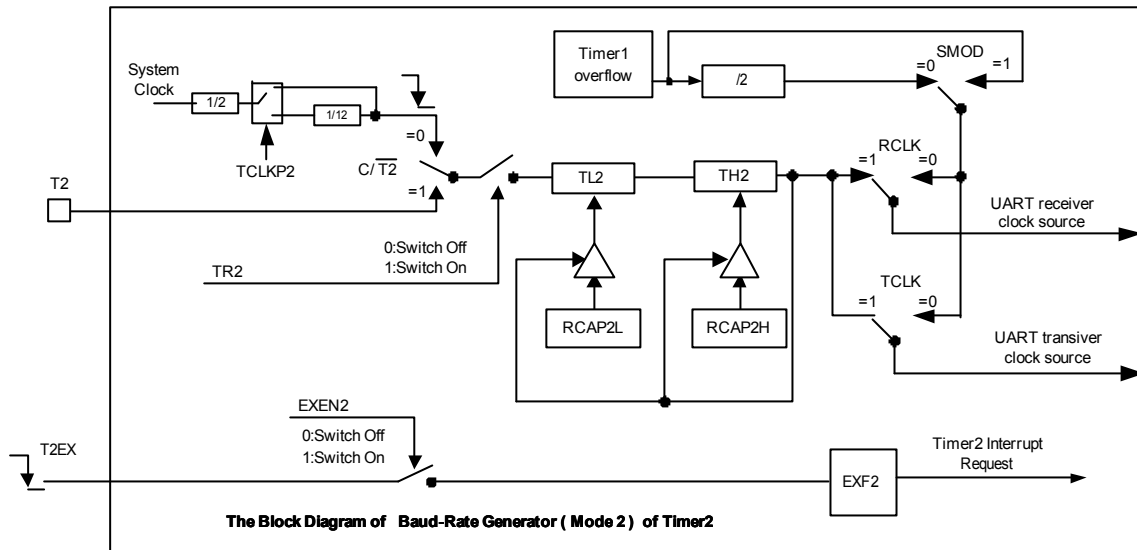 Timer1
overflow
/2
SMOD
=0
=1
System
Clock
1/2
1/12
TCLKP2
=0
C/T2
=1
T2
TL2
TH2
RCLK
=1
=0
UART receiver
clock source
0:Switch Off
1:Switch On
TR2
RCAP2L
RCAP2H
TCLK
=1
=0
UART transiver
clock source
EXEN2
0:Switch Off
1:Switch On
T2EX
EXF2
Timer2 Interrupt
Request
The Block Diagram of Baud-Rate Generator ( Mode 2 ) of Timer2